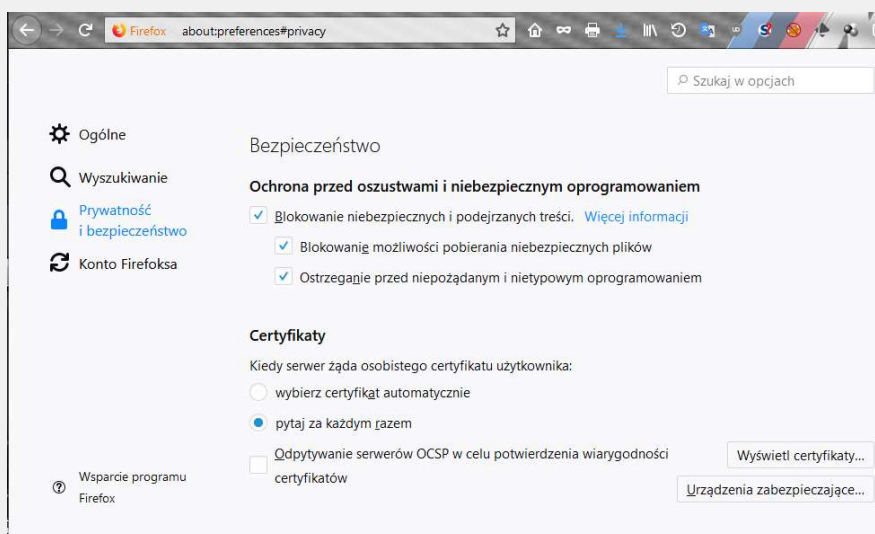 Firefox about:preferences#privacy
Szukaj w opcjach
Ogólne
Wyszukiwanie
Prywatność
i bezpieczeństwo
Konto Firefoksa
Bezpieczeństwo
Ochrona przed oszustwami i niebezpiecznym oprogramowaniem
Blokowanie niebezpiecznych i podejrzanych treści. Więcej informacji
Blokowanie możliwości pobierania niebezpiecznych plików
Ostrzeganie przed niepożądanym i nietypowym oprogramowaniem
Certyfikaty
Kiedy serwer żąda osobistego certyfikatu użytkownika:
wybierz certyfikat automatycznie
pytaj za każdym razem
Odpytywanie serwerów OCSP w celu potwierdzenia wiarygodności
certyfikatów
Wyświetl certyfikaty...
Urządzenia zabezpieczające...
Wsparcie programu
Firefox